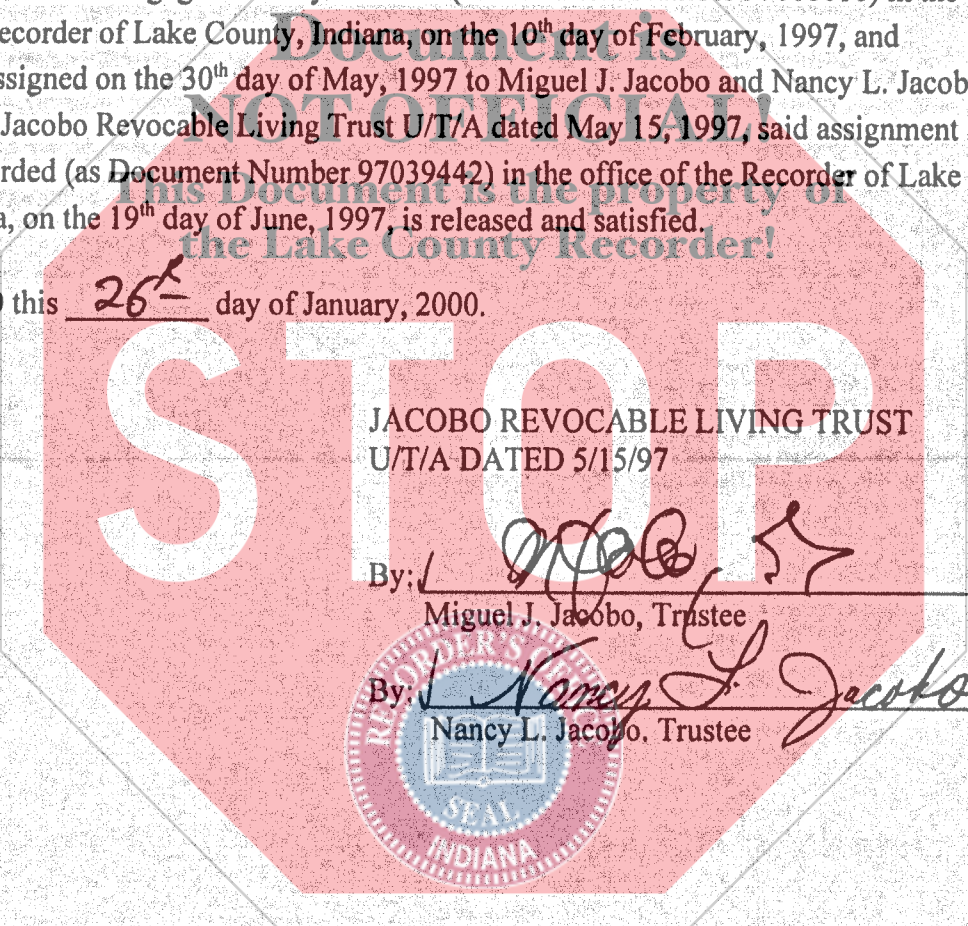 ecorder of Lake County, Indiana, on the 10th day of February, 1997, and
ssigned on the 30th day of May, 1997 to Miguel J. Jacobo and Nancy L. Jacob
Jacobo Revocable Living Trust U/T/A dated May 15, 1997, said assignment
rded (as Document Number 97039442) in the office of the Recorder of Lake
a, on the 19th day of June, 1997, is released and satisfied.
this 26th day of January, 2000.
Document is
NOT OFFICIAL!
This Document is the property of
the Lake County Recorder!
STOP
JACOBO REVOCABLE LIVING TRUST
U/T/A DATED 5/15/97
By:
Miguel J. Jacobo, Trustee
By: Nancy L. Jacobo
Nancy L. Jacobo, Trustee
RECORDER'S OFFICE
SEAL
INDIANA